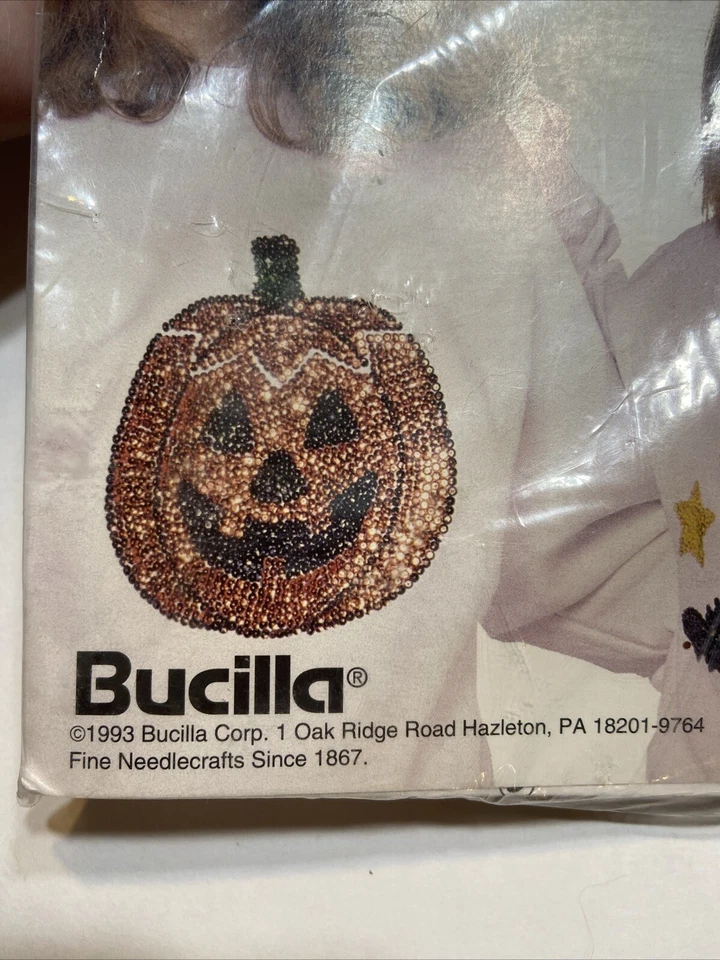 Bucilla®
©1993 Bucilla Corp. 1 Oak Ridge Road Hazleton, PA 18201-9764
Fine Needlecrafts Since 1867.